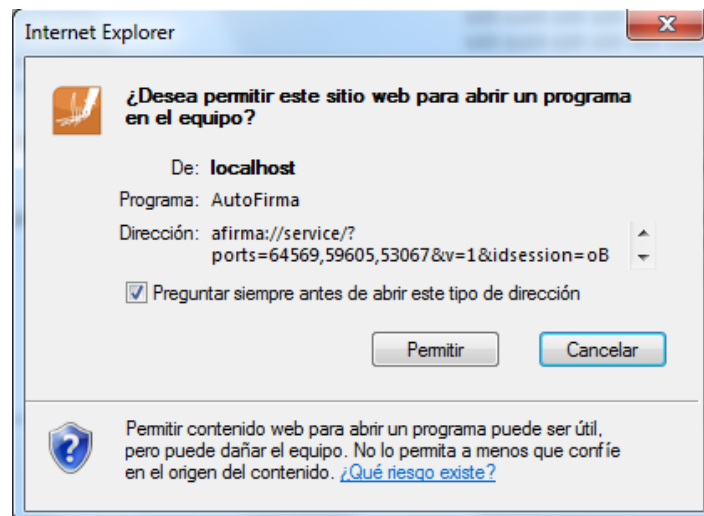 Internet Explorer
¿Desea permitir este sitio web para abrir un programa
en el equipo?
De: localhost
Programa: AutoFirma
Dirección: afirma://service/?
ports=64569,59605,53067&v=1&idsession=oB
Preguntar siempre antes de abrir este tipo de dirección
Permitir
Cancelar
Permitir contenido web para abrir un programa puede ser útil,
pero puede dañar el equipo. No lo permita a menos que confíe
en el origen del contenido. ¿Qué riesgo existe?